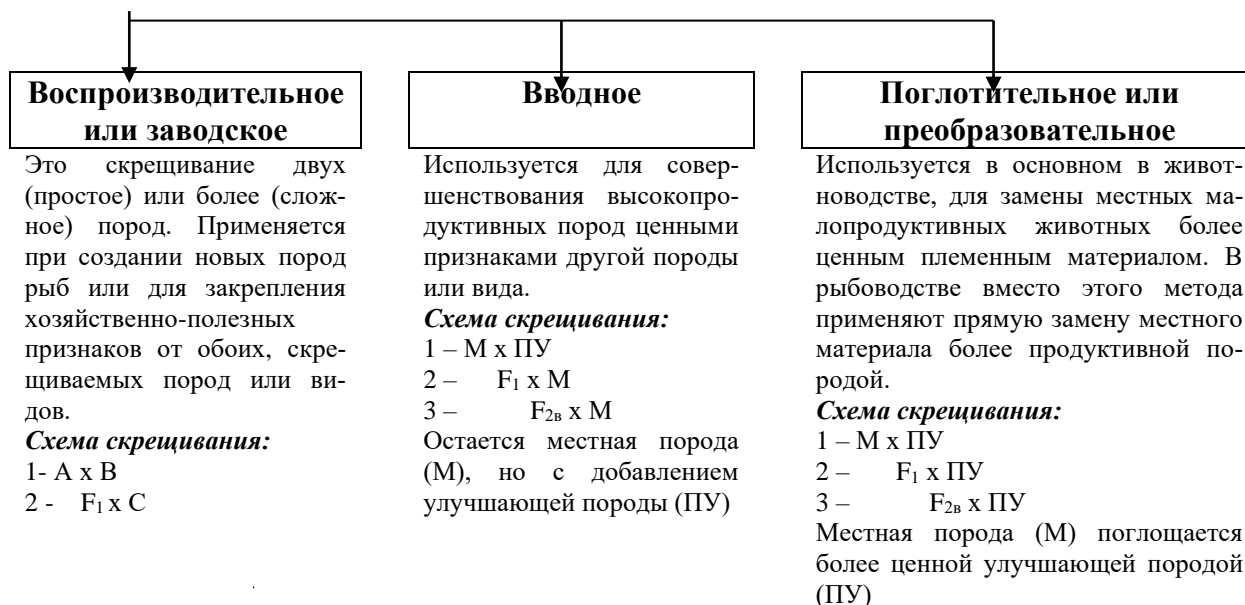 Воспроизводительное
или заводское
Это скрещивание двух
(простое) или более (слож-
ное) пород. Применяется
при создании новых пород
рыб или для закрепления
хозяйственно-полезных
признаков от обоих, скре-
щиваемых пород или ви-
дов.
Схема скрещивания:
1- А х В
2 - F₁ х С
Вводное
Используется для совер-
шенствования высокопро-
дуктивных пород ценными
признаками другой породы
или вида.
Схема скрещивания:
1 – М х ПУ
2 – F₁ х М
3 – F₂ᵦ х М
Остается местная порода
(М), но с добавлением
улучшающей породы (ПУ)
Поглотительное или
преобразовательное
Используется в основном в живот-
новодстве, для замены местных ма-
лопродуктивных животных более
ценным племенным материалом. В
рыбоводстве вместо этого метода
применяют прямую замену местного
материала более продуктивной по-
родой.
Схема скрещивания:
1 – М х ПУ
2 – F₁ х ПУ
3 – F₂ᵦ х ПУ
Местная порода (М) поглощается
более ценной улучшающей породой
(ПУ)